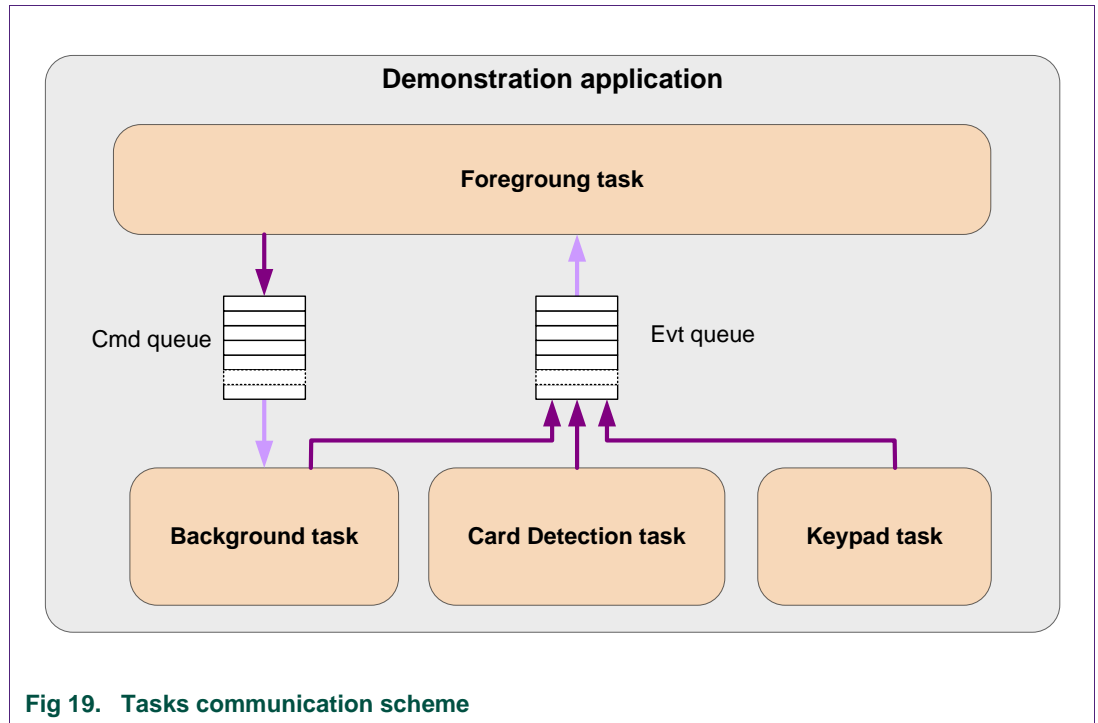 Demonstration application
Foregroung task
Cmd queue
Evt queue
Background task
Card Detection task
Keypad task
Fig 19. Tasks communication scheme